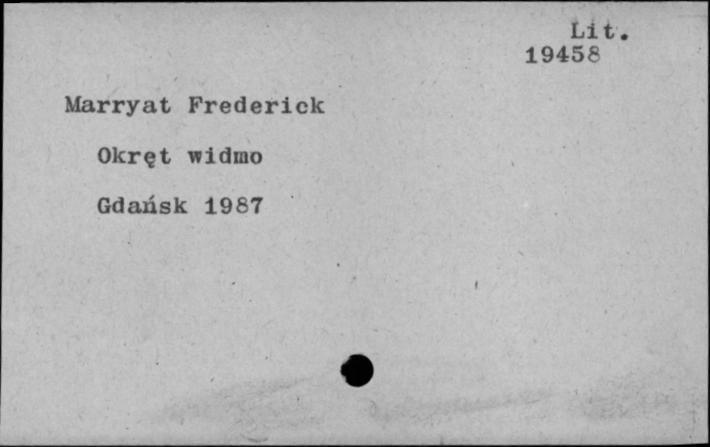 Lit.
19458
Marryat Frederick
Okręt widmo
Gdańsk 1987